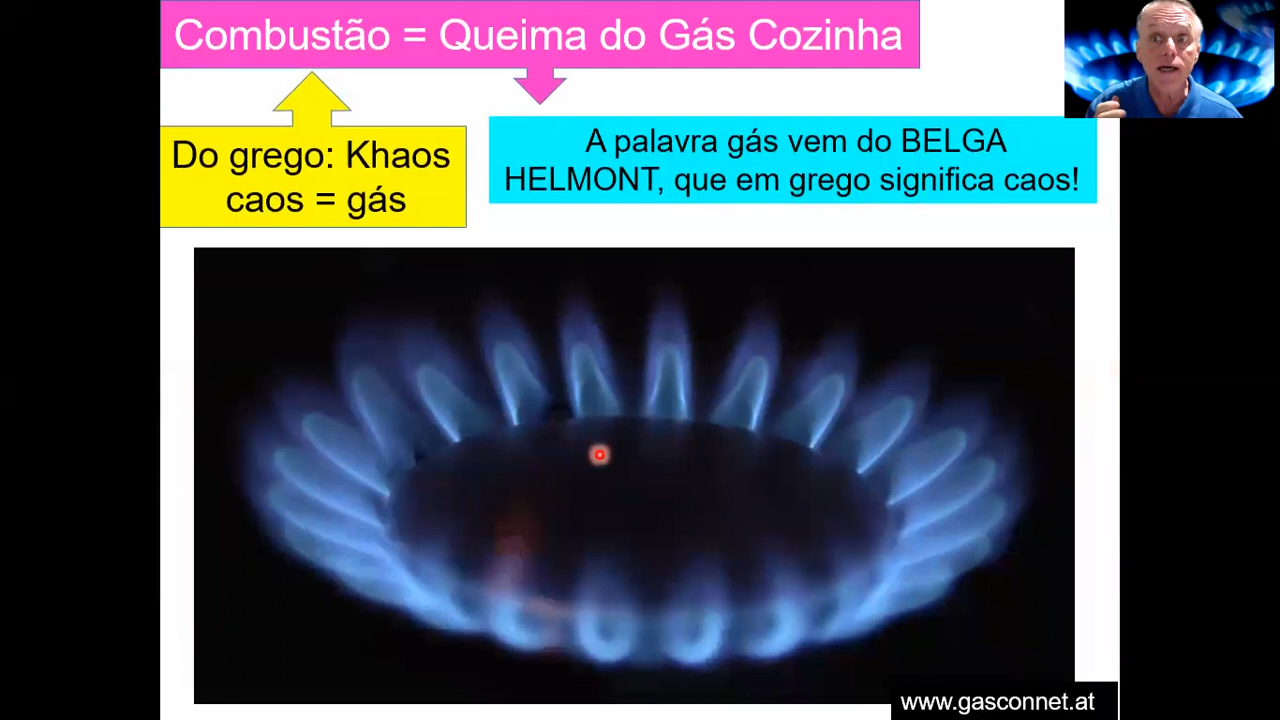 Combustão = Queima do Gás Cozinha
Do grego: Khaos
caos = gás
A palavra gás vem do BELGA
HELMONT, que em grego significa caos!
www.gasconnet.at